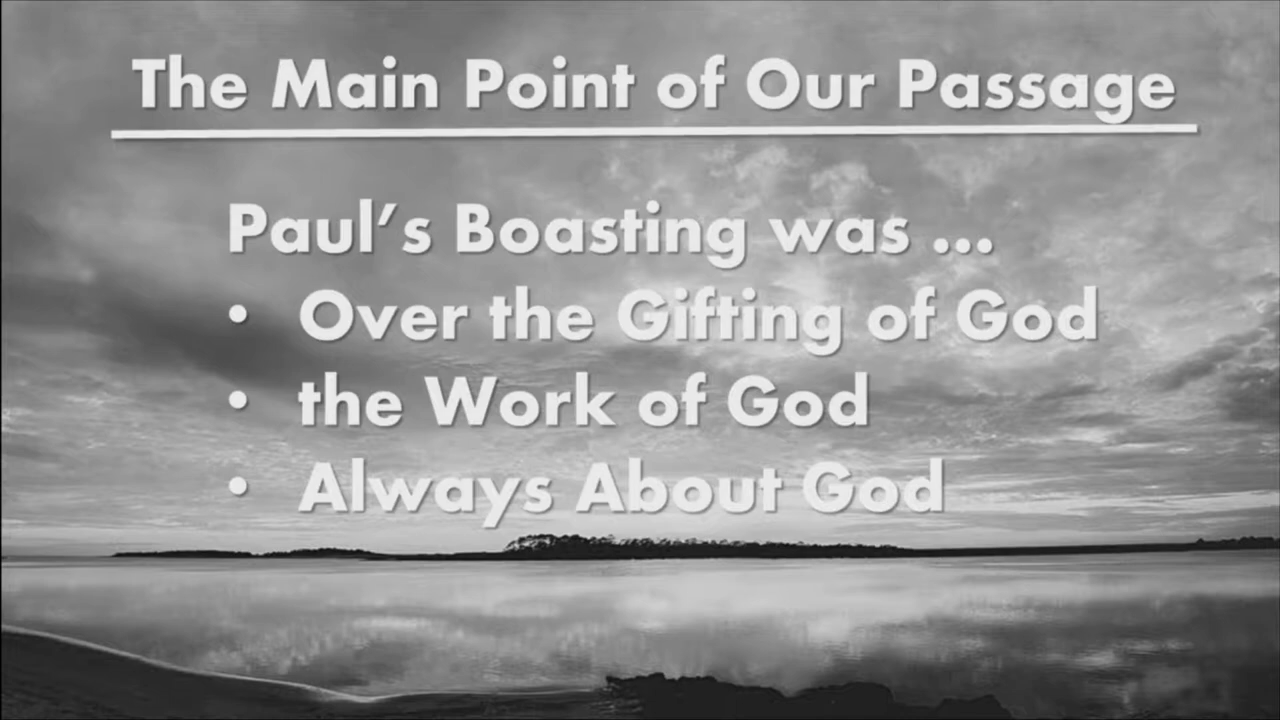 The Main Point of Our Passage
Paul’s Boasting was ...
• Over the Gifting of God
• the Work of God
• Always About God